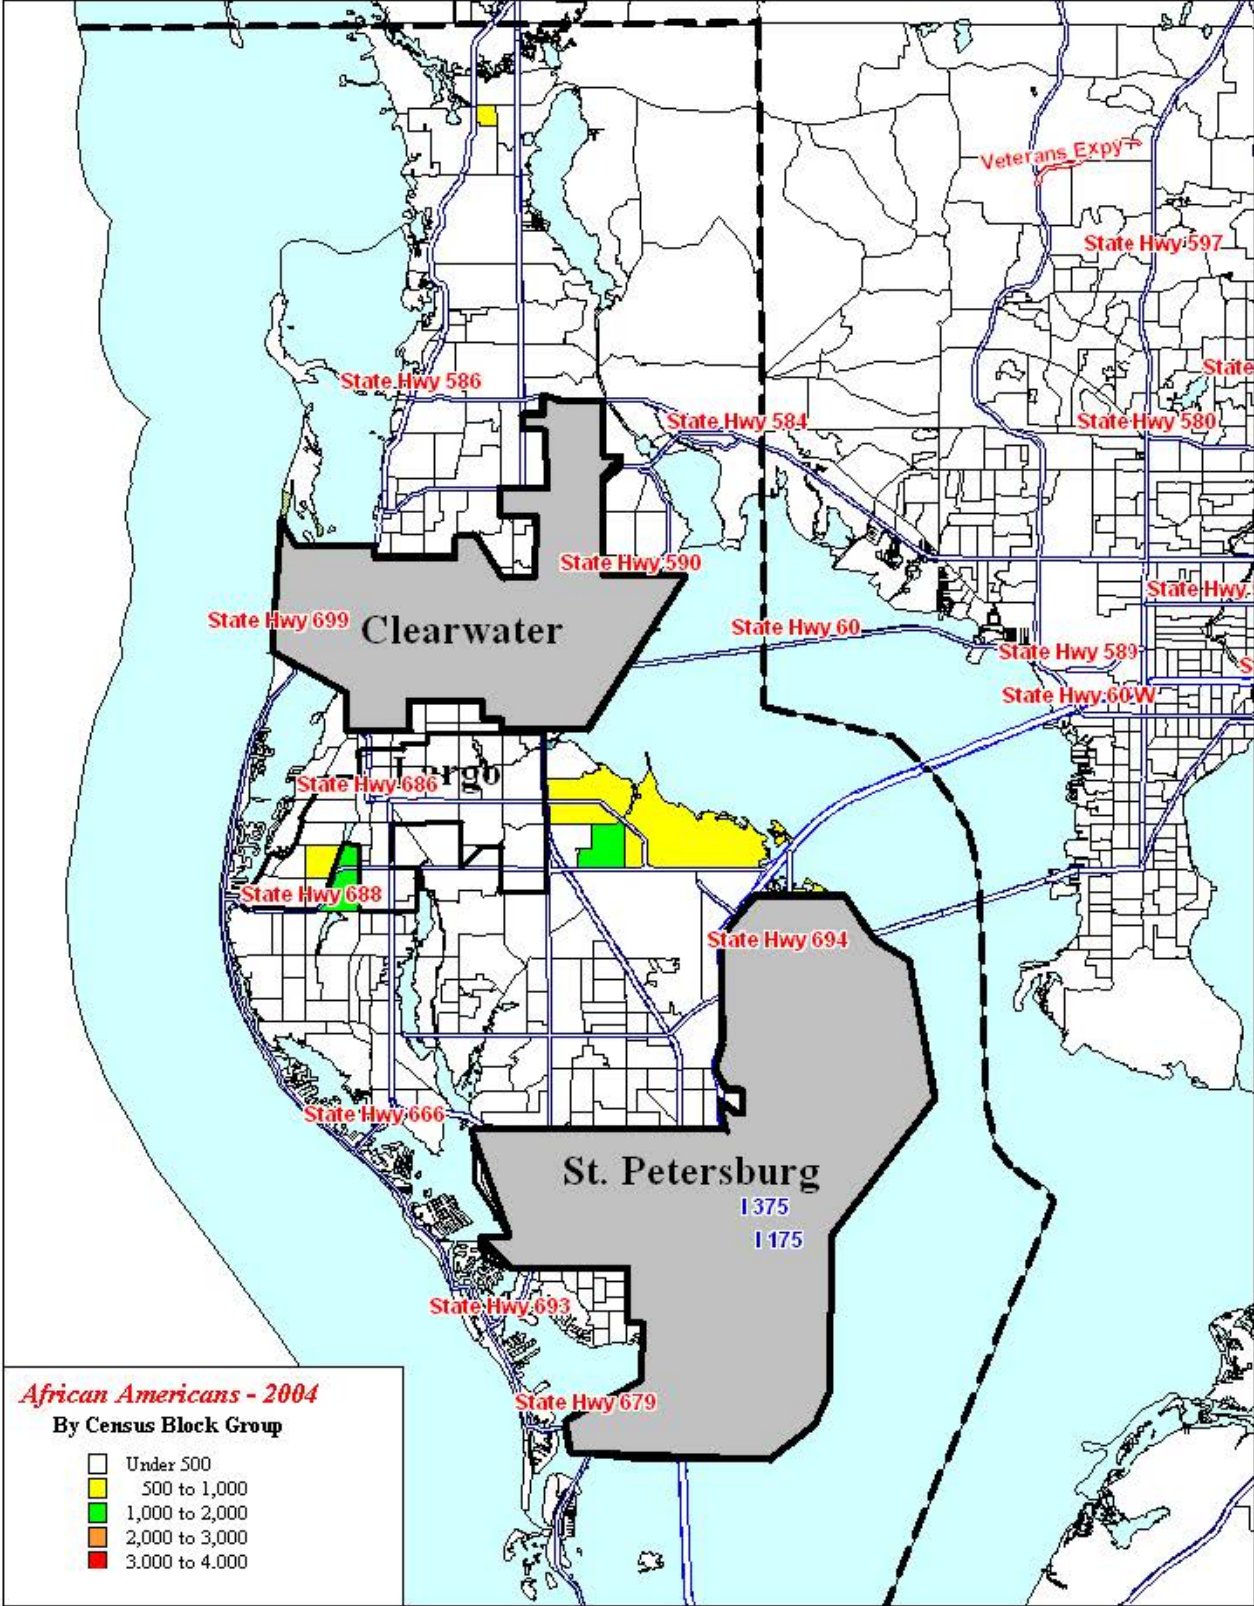 Veterans Expy
State Hwy 597
State
State Hwy 586
State Hwy 584
State Hwy 580
State Hwy 590
State Hwy
State Hwy 699
Clearwater
State Hwy 60
State Hwy 589
S
State Hwy 60 W
Largo
State Hwy 686
State Hwy 688
State Hwy 694
State Hwy 666
St. Petersburg
I 375
I 175
State Hwy 693
State Hwy 679
African Americans - 2004
By Census Block Group
Under 500
500 to 1,000
1,000 to 2,000
2,000 to 3,000
3.000 to 4.000